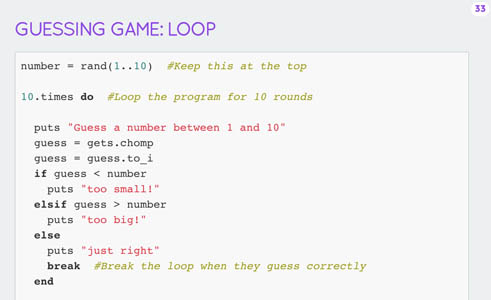 33
GUESSING GAME: LOOP
number = rand(1..10)  #Keep this at the top
10.times do  #Loop the program for 10 rounds
  puts "Guess a number between 1 and 10"
  guess = gets.chomp
  guess = guess.to_i
  if guess < number
    puts "too small!"
  elsif guess > number
    puts "too big!"
  else
    puts "just right"
    break  #Break the loop when they guess correctly
  end